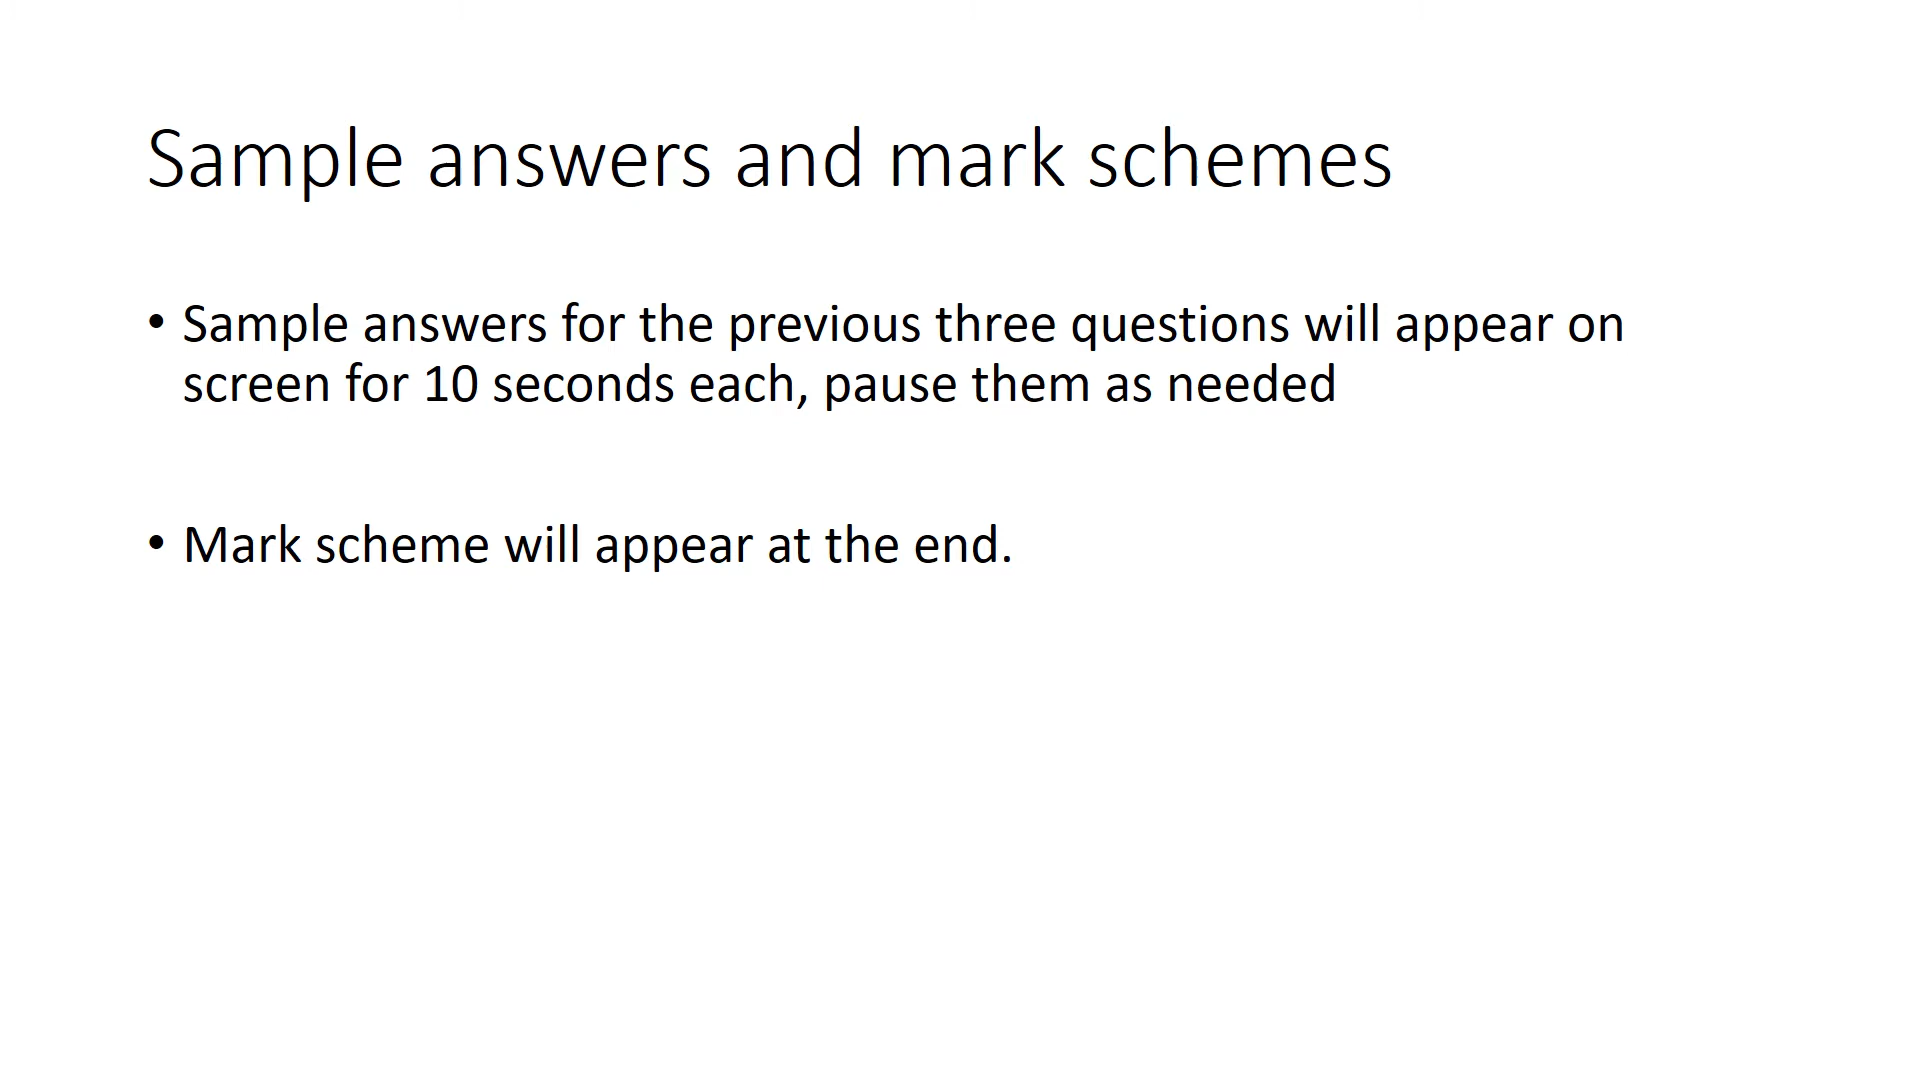 Sample answers and mark schemes
• Sample answers for the previous three questions will appear on
screen for 10 seconds each, pause them as needed
• Mark scheme will appear at the end.